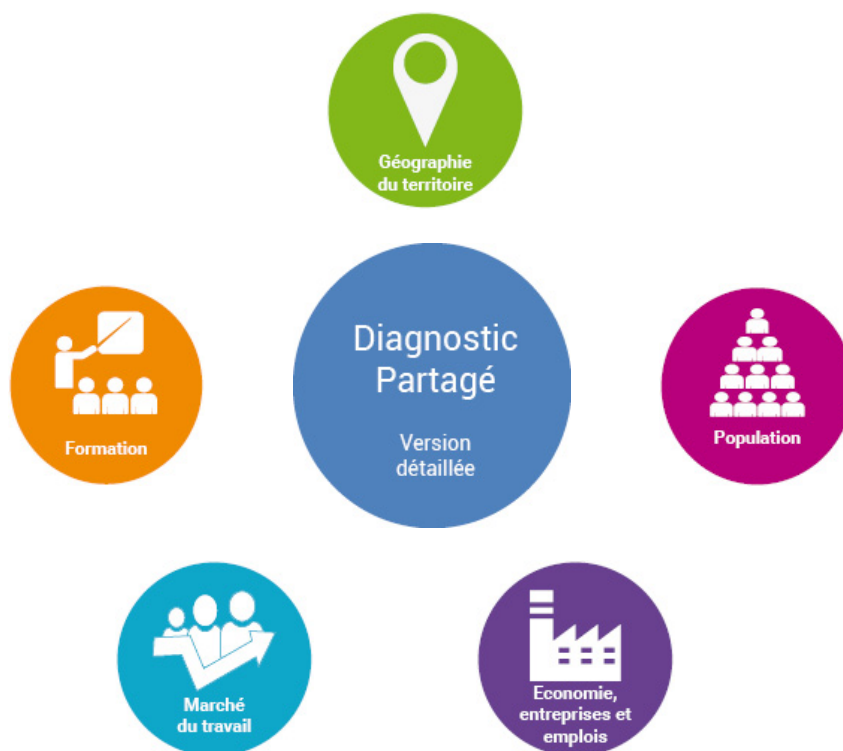 Géographie
du territoire
Diagnostic
Partagé
Version
détaillée
Formation
Population
Marché
du travail
Economie,
entreprises et
emplois